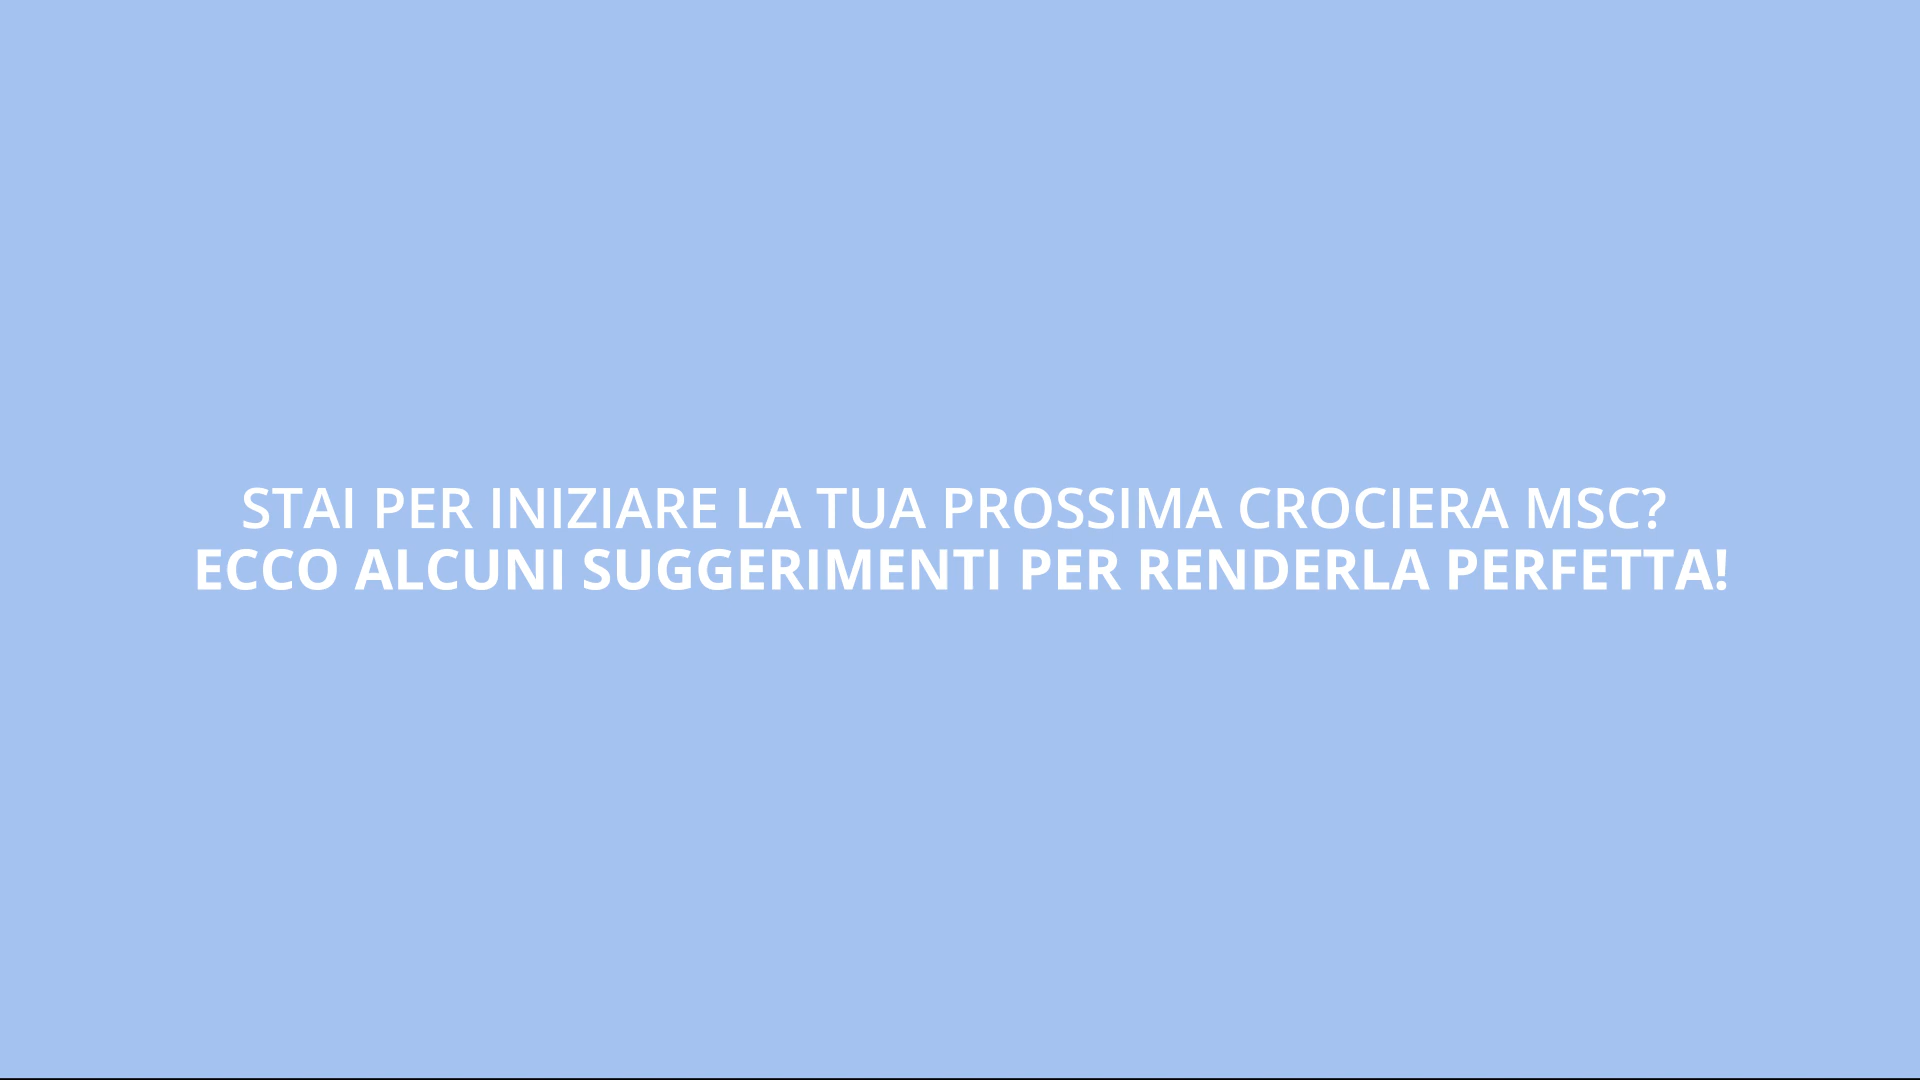 STAI PER INIZIARE LA TUA PROSSIMA CROCIERA MSC?
ECCO ALCUNI SUGGERIMENTI PER RENDERLA PERFETTA!